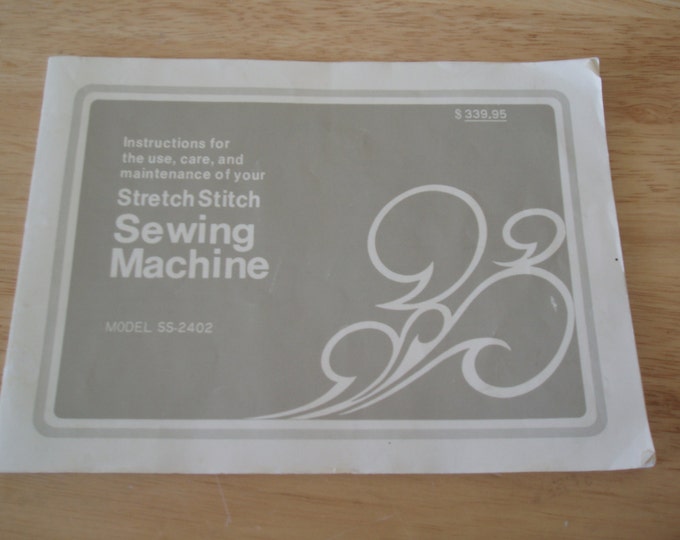 $ 339.95
Instructions for
the use, care, and
maintenance of your
Stretch Stitch
Sewing
Machine
MODEL SS-2402